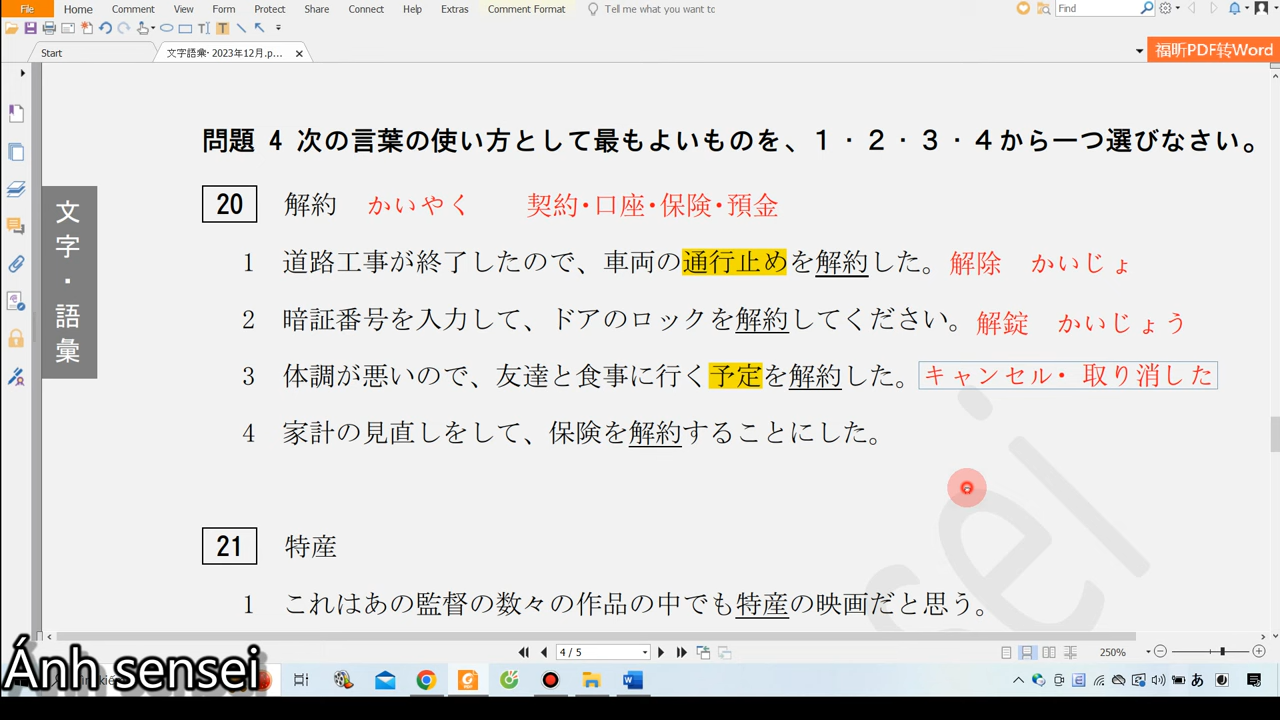 File Home Comment View Form Protect Share Connect Help Extras Comment Format Tell me what you want to Find
Start 文字語彙・2023年12月.p... 福昕PDF转Word
問題 4 次の言葉の使い方として最もよいものを、１・２・３・４から一つ選びなさい。
文字・語彙
20 解約 かいやく 契約・口座・保険・預金
1 道路工事が終了したので、車両の通行止めを解約した。 解除 かいじょ
2 暗証番号を入力して、ドアのロックを解約してください。 解錠 かいじょう
3 体調が悪いので、友達と食事に行く予定を解約した。 キャンセル・ 取り消した
4 家計の見直しをして、保険を解約することにした。
21 特産
1 これはあの監督の数々の作品の中でも特産の映画だと思う。
sei
4 / 5 250%
Ánh sensei
あ